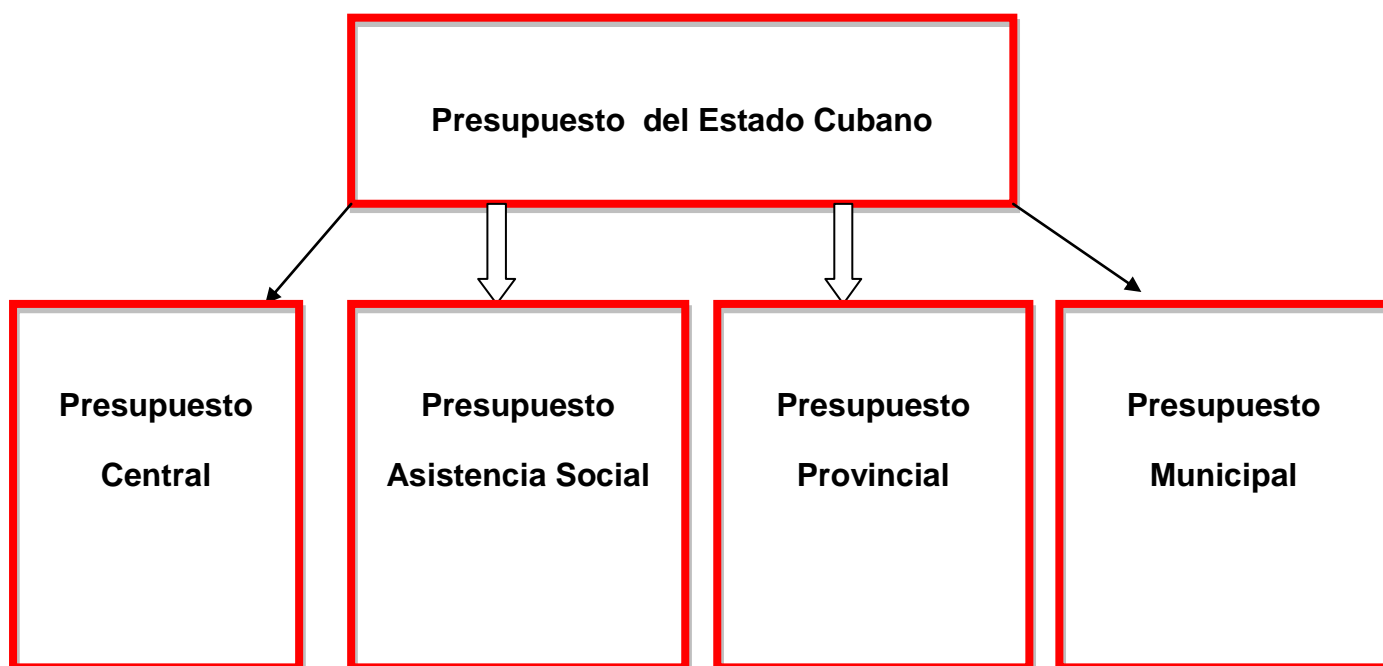 Presupuesto del Estado Cubano
Presupuesto
Central
Presupuesto
Asistencia Social
Presupuesto
Provincial
Presupuesto
Municipal